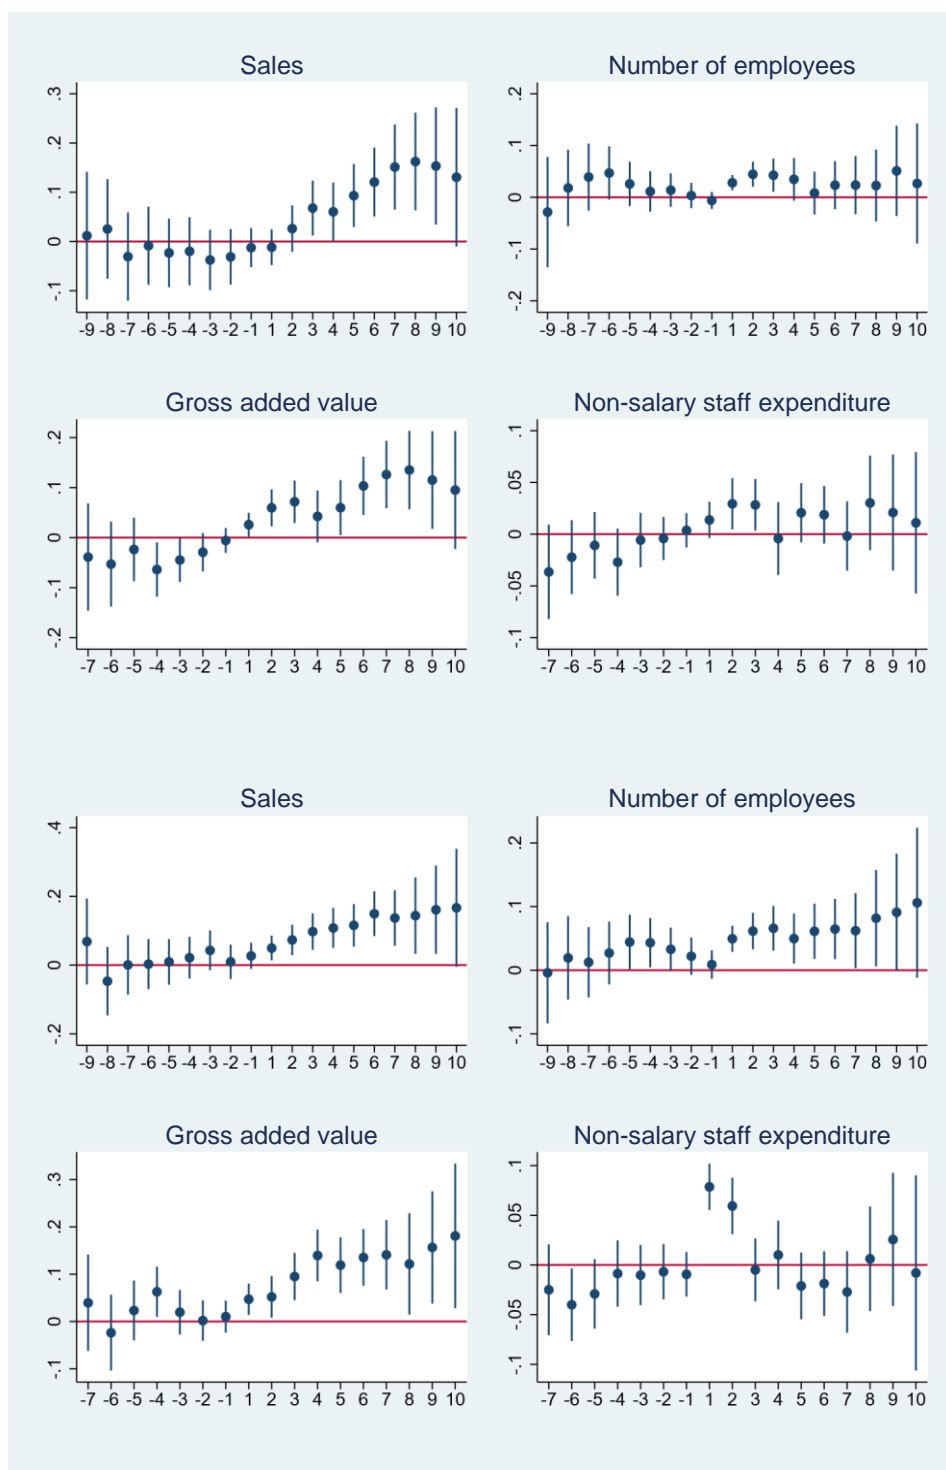 Sales
.3
.2
.1
0
-.1
-9 -8 -7 -6 -5 -4 -3 -2 -1 1 2 3 4 5 6 7 8 9 10
Number of employees
.2
.1
0
-.1
-.2
-9 -8 -7 -6 -5 -4 -3 -2 -1 1 2 3 4 5 6 7 8 9 10
Gross added value
.2
.1
0
-.1
-.2
-7 -6 -5 -4 -3 -2 -1 1 2 3 4 5 6 7 8 9 10
Non-salary staff expenditure
.1
.05
0
-.05
-.1
-7 -6 -5 -4 -3 -2 -1 1 2 3 4 5 6 7 8 9 10
Sales
.4
.2
0
-.2
-9 -8 -7 -6 -5 -4 -3 -2 -1 1 2 3 4 5 6 7 8 9 10
Number of employees
.2
.1
0
-.1
-9 -8 -7 -6 -5 -4 -3 -2 -1 1 2 3 4 5 6 7 8 9 10
Gross added value
.3
.2
.1
0
-.1
-7 -6 -5 -4 -3 -2 -1 1 2 3 4 5 6 7 8 9 10
Non-salary staff expenditure
.1
.05
0
-.05
-.1
-7 -6 -5 -4 -3 -2 -1 1 2 3 4 5 6 7 8 9 10